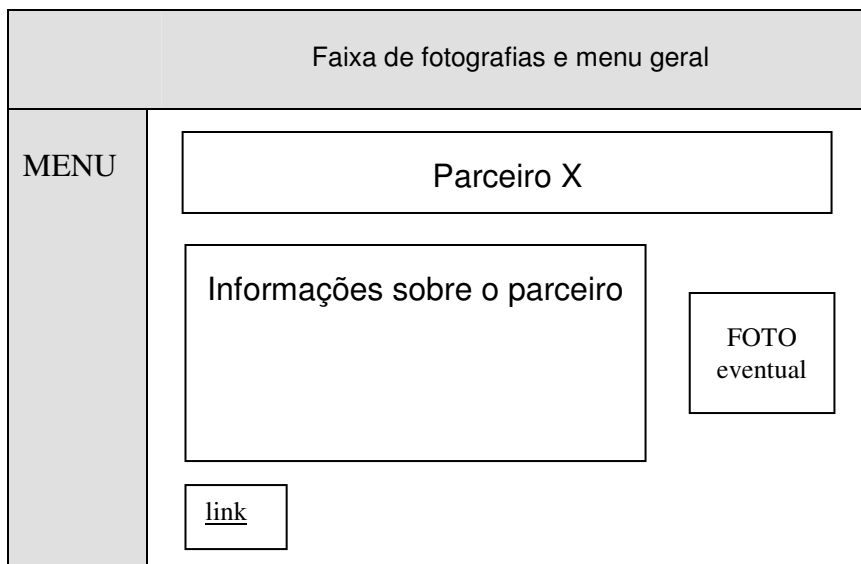 Faixa de fotografias e menu geral
MENU
Parceiro X
Informações sobre o parceiro
FOTO
eventual
link